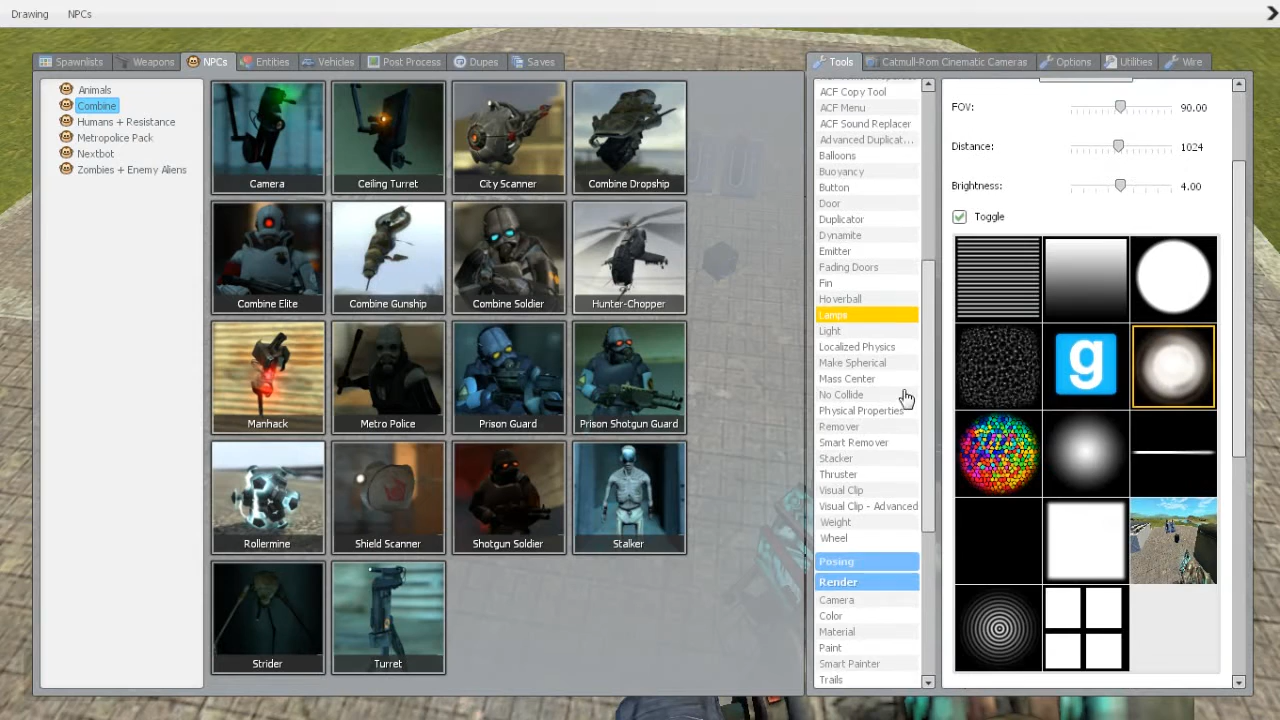 Drawing NPCs
Spawnlists Weapons NPCs Entities Vehicles Post Process Dupes Saves
Tools Catmull-Rom Cinematic Cameras Options Utilities Wire
Animals
Combine
Humans + Resistance
Metropolice Pack
Nextbot
Zombies + Enemy Aliens
Camera Ceiling Turret City Scanner Combine Dropship
Combine Elite Combine Gunship Combine Soldier Hunter-Chopper
Manhack Metro Police Prison Guard Prison Shotgun Guard
Rollermine Shield Scanner Shotgun Soldier Stalker
Strider Turret
ACF Copy Tool
ACF Menu
ACF Sound Replacer
Advanced Duplicat...
Balloons
Buoyancy
Button
Door
Duplicator
Dynamite
Emitter
Fading Doors
Fin
Hoverball
Lamps
Light
Localized Physics
Make Spherical
Mass Center
No Collide
Physical Properties
Remover
Smart Remover
Stacker
Thruster
Visual Clip
Visual Clip - Advanced
Weight
Wheel
Posing
Render
Camera
Color
Material
Paint
Smart Painter
Trails
FOV: 90.00
Distance: 1024
Brightness: 4.00
Toggle
g